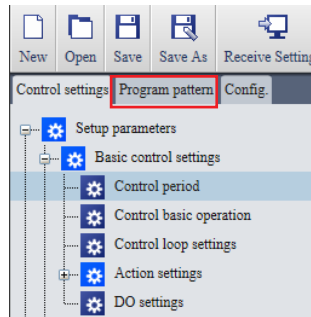 New Open Save Save As Receive Setting
Control settings Program pattern Config.
Setup parameters
Basic control settings
Control period
Control basic operation
Control loop settings
Action settings
DO settings